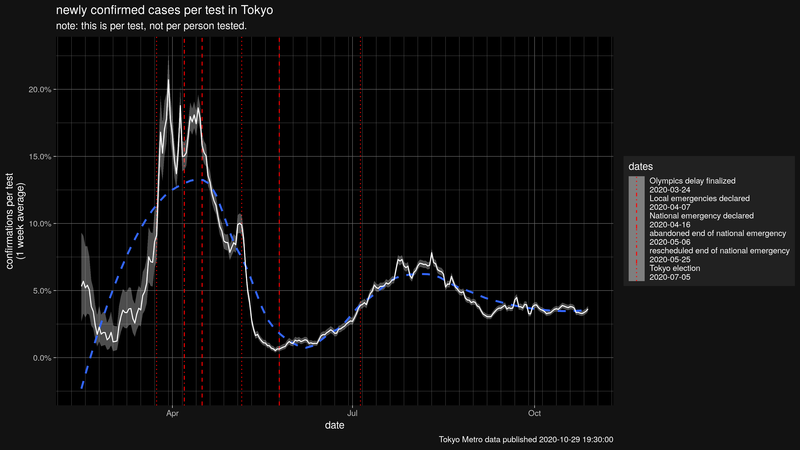 newly confirmed cases per test in Tokyo
note: this is per test, not per person tested.
confirmations per test
(1 week average)
20.0%
15.0%
10.0%
5.0%
0.0%
Apr
Jul
Oct
date
Tokyo Metro data published 2020-10-29 19:30:00
dates
Olympics delay finalized
2020-03-24
Local emergencies declared
2020-04-07
National emergency declared
2020-04-16
abandoned end of national emergency
2020-05-06
rescheduled end of national emergency
2020-05-25
Tokyo election
2020-07-05